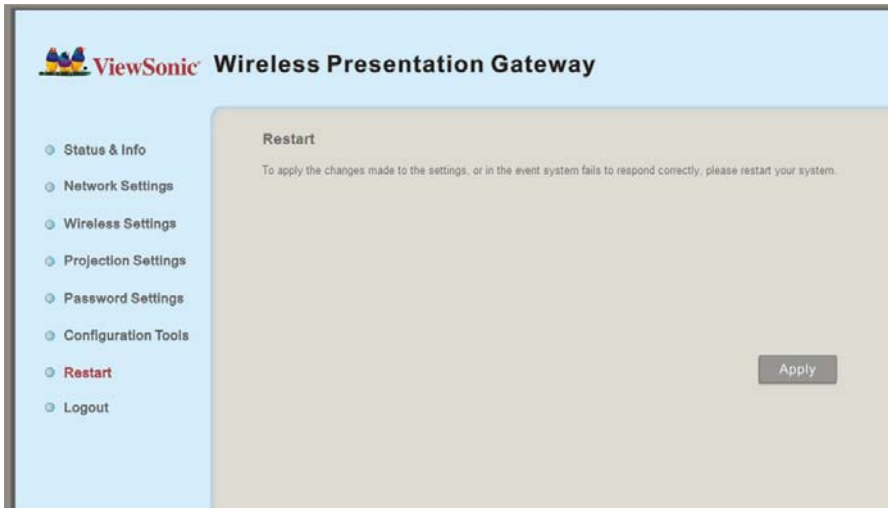 ViewSonic Wireless Presentation Gateway
Status & Info
Network Settings
Wireless Settings
Projection Settings
Password Settings
Configuration Tools
Restart
Logout
Restart
To apply the changes made to the settings, or in the event system fails to respond correctly, please restart your system.
Apply